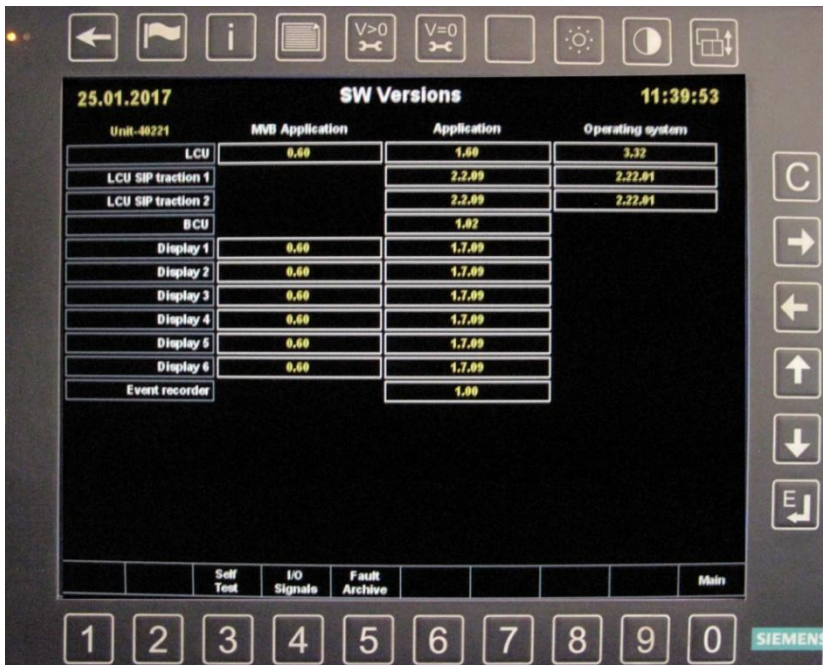 i V>0 V=0
25.01.2017 SW Versions 11:39:53
Unit-40221 MVB Application Application Operating system
LCU 0.60 1.60 3.32
LCU SIP traction 1 2.2.09 2.22.01
LCU SIP traction 2 2.2.09 2.22.01
BCU 1.02
Display 1 0.60 1.7.09
Display 2 0.60 1.7.09
Display 3 0.60 1.7.09
Display 4 0.60 1.7.09
Display 5 0.60 1.7.09
Display 6 0.60 1.7.09
Event recorder 1.00
C
E
Self Test I/O Signals Fault Archive Main
1 2 3 4 5 6 7 8 9 0 SIEMENS